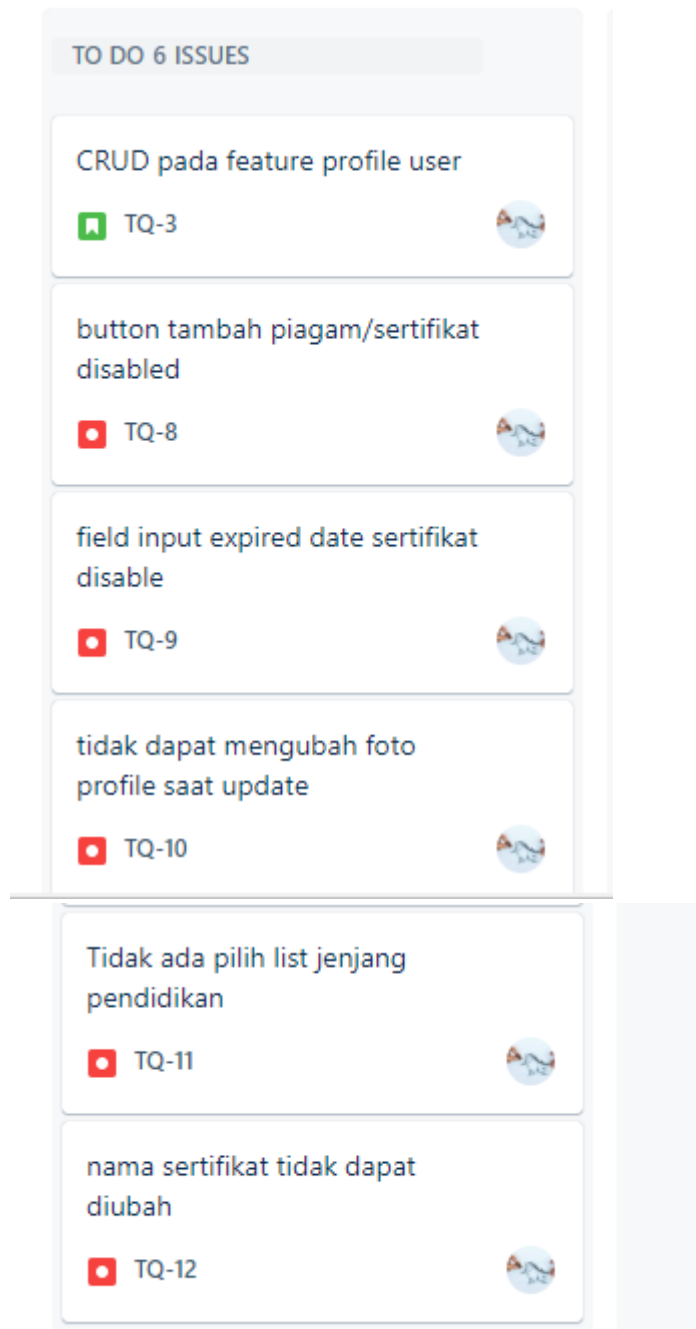 TO DO 6 ISSUES
CRUD pada feature profile user
TQ-3
button tambah piagam/sertifikat
disabled
TQ-8
field input expired date sertifikat
disable
TQ-9
tidak dapat mengubah foto
profile saat update
TQ-10
Tidak ada pilih list jenjang
pendidikan
TQ-11
nama sertifikat tidak dapat
diubah
TQ-12